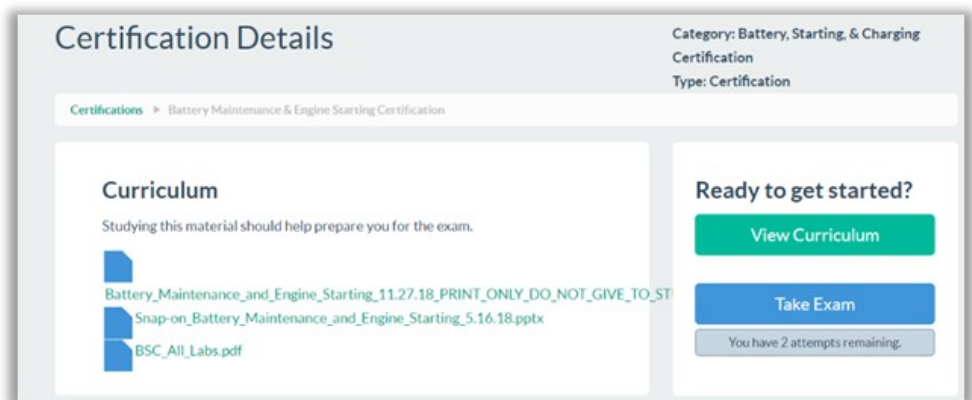 Certification Details
Category: Battery, Starting, & Charging
Certification
Type: Certification
Certifications ▶ Battery Maintenance & Engine Starting Certification
Curriculum
Studying this material should help prepare you for the exam.
Battery_Maintenance_and_Engine_Starting_11.27.18_PRINT_ONLY_DO_NOT_GIVE_TO_ST
Snap-on_Battery_Maintenance_and_Engine_Starting_5.16.18.pptx
BSC_All_Labs.pdf
Ready to get started?
View Curriculum
Take Exam
You have 2 attempts remaining.